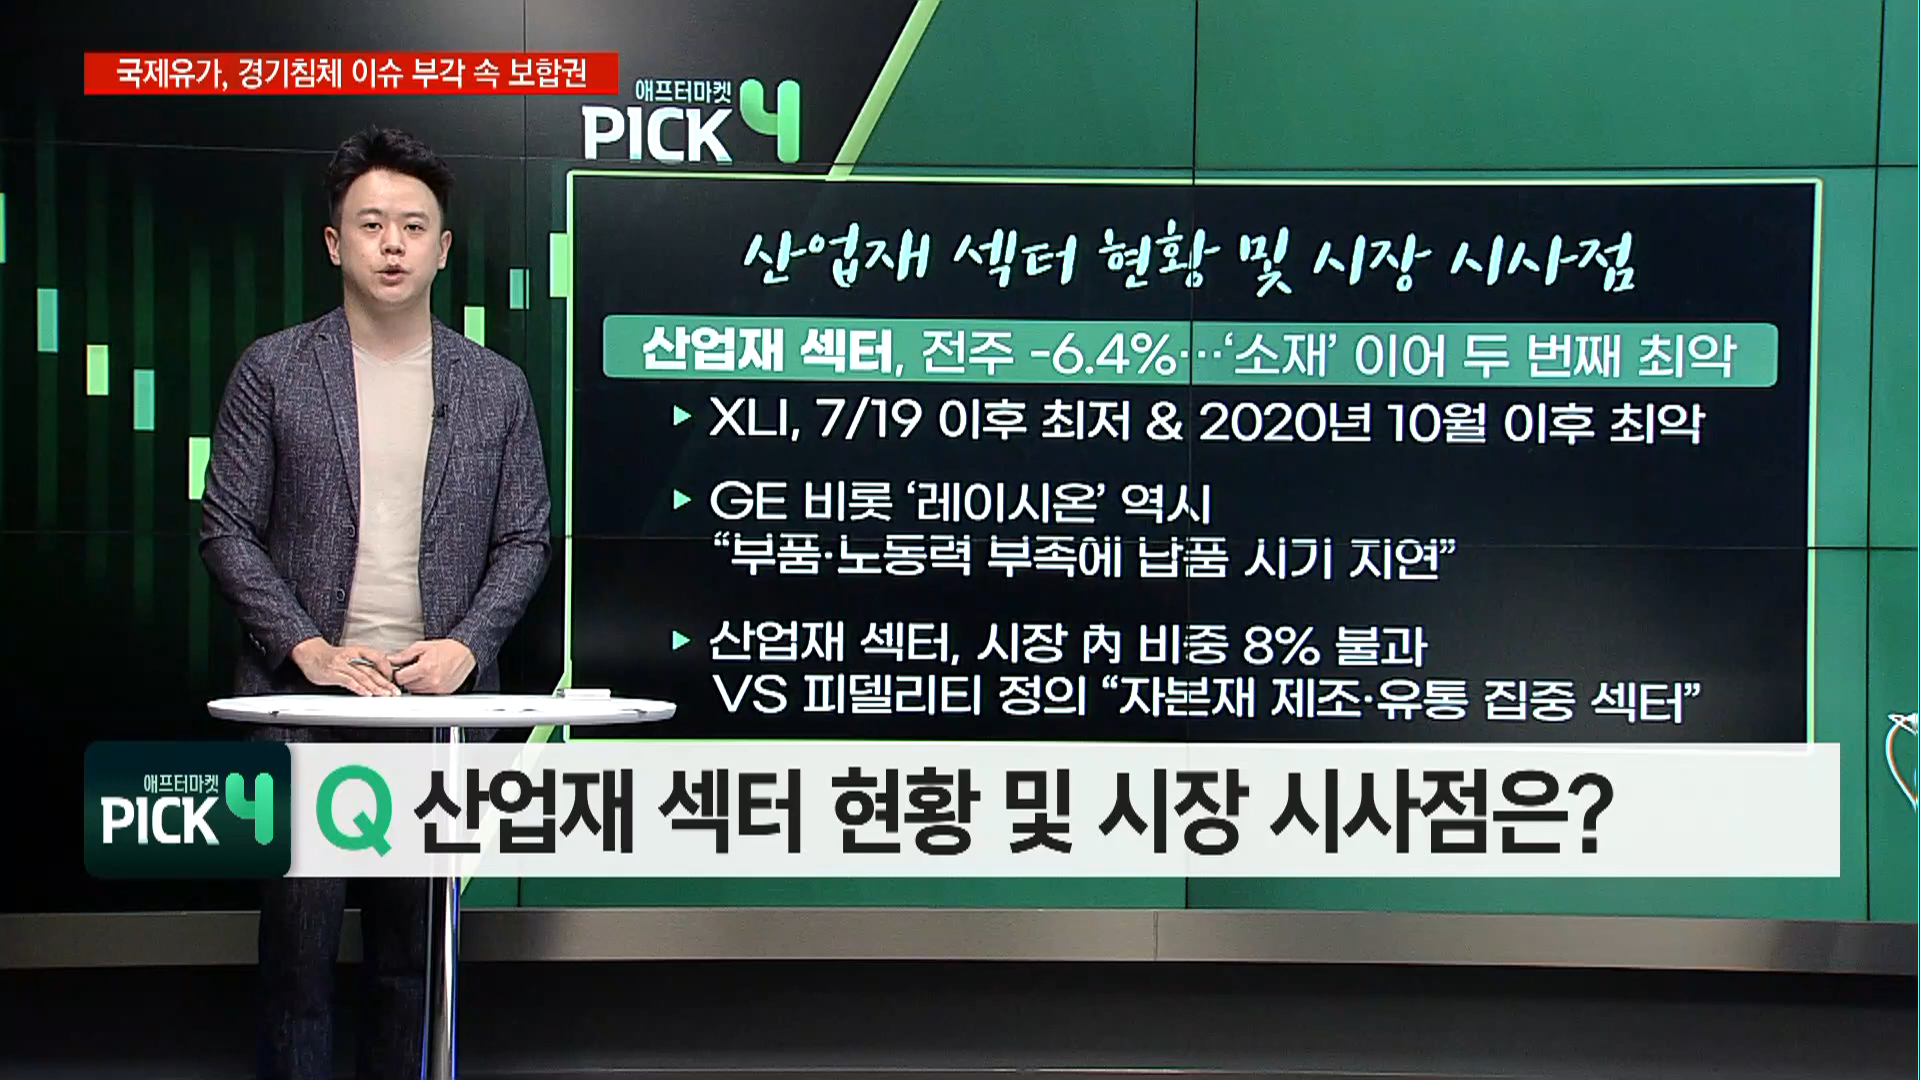 국제유가, 경기침체 이슈 부각 속 보합권
애프터마켓
PICK 4
산업재 섹터 현황 및 시장 시사점
산업재 섹터, 전주 -6.4%…‘소재’ 이어 두 번째 최악
▸ XLI, 7/19 이후 최저 & 2020년 10월 이후 최악
▸ GE 비롯 ‘레이시온’ 역시
“부품·노동력 부족에 납품 시기 지연”
▸ 산업재 섹터, 시장 內 비중 8% 불과
VS 피델리티 정의 “자본재 제조·유통 집중 섹터”
애프터마켓
PICK 4
Q 산업재 섹터 현황 및 시장 시사점은?